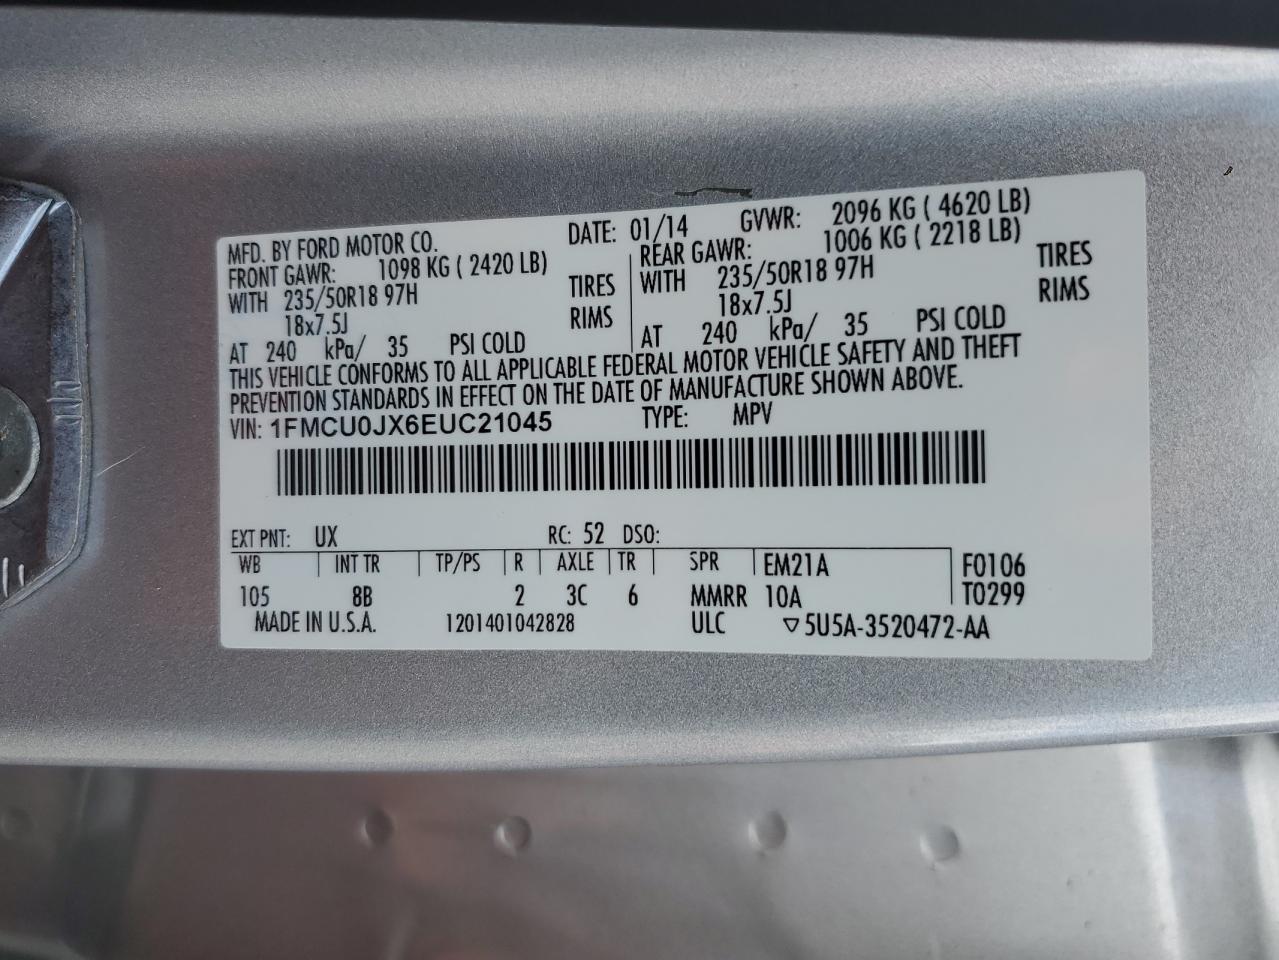 MFD. BY FORD MOTOR CO. DATE: 01/14 GVWR: 2096 KG ( 4620 LB)
FRONT GAWR: 1098 KG ( 2420 LB) REAR GAWR: 1006 KG ( 2218 LB)
WITH 235/50R18 97H TIRES WITH 235/50R18 97H TIRES
18x7.5J RIMS 18x7.5J RIMS
AT 240 kPa/ 35 PSI COLD AT 240 kPa/ 35 PSI COLD
THIS VEHICLE CONFORMS TO ALL APPLICABLE FEDERAL MOTOR VEHICLE SAFETY AND THEFT
PREVENTION STANDARDS IN EFFECT ON THE DATE OF MANUFACTURE SHOWN ABOVE.
VIN: 1FMCU0JX6EUC21045 TYPE: MPV
EXT PNT: UX RC: 52 DSO:
WB INT TR TP/PS R AXLE TR SPR EM21A F0106
105 8B 2 3C 6 MMRR 10A T0299
MADE IN U.S.A. 1201401042828 ULC ▽5U5A-3520472-AA